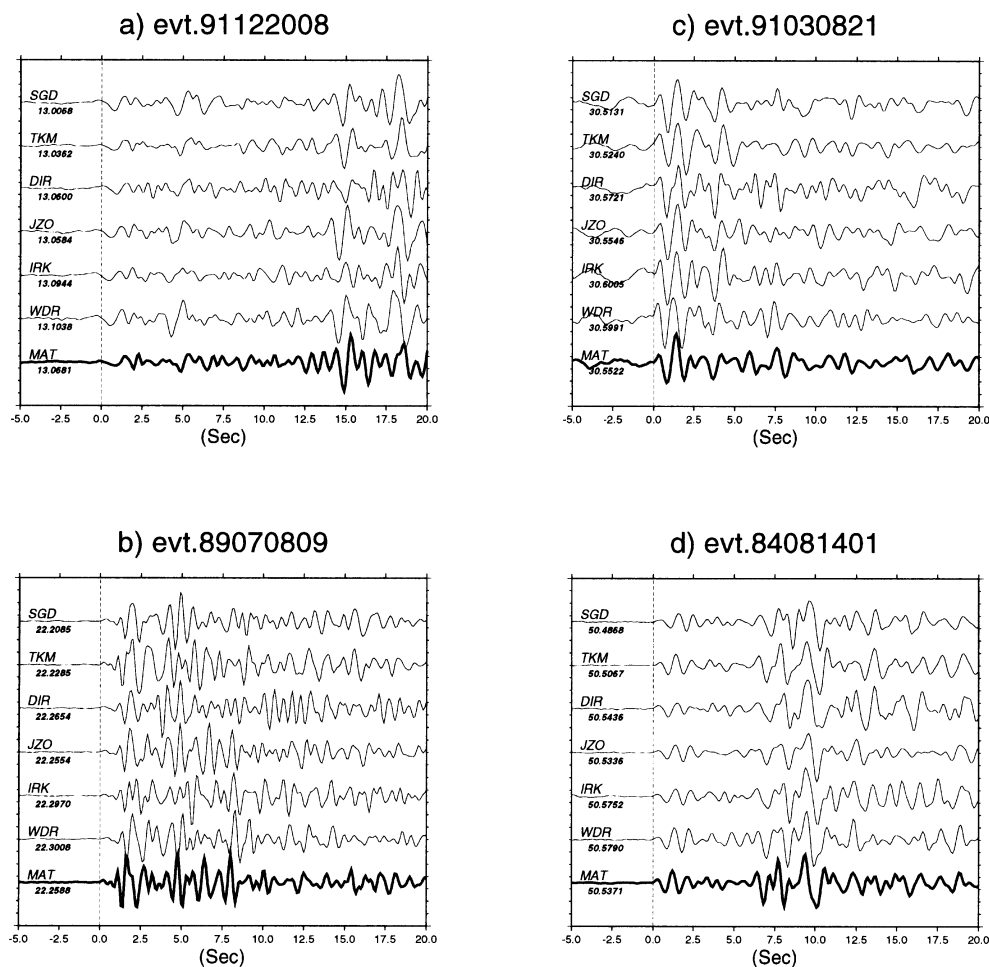 a) evt.91122008
SGD
13.0068
TKM
13.0362
DIR
13.0600
JZO
13.0584
IRK
13.0944
WDR
13.1038
MAT
13.0681
-5.0 -2.5 0.0 2.5 5.0 7.5 10.0 12.5 15.0 17.5 20.0
(Sec)
c) evt.91030821
SGD
30.5131
TKM
30.5240
DIR
30.5721
JZO
30.5546
IRK
30.6005
WDR
30.5991
MAT
30.5522
-5.0 -2.5 0.0 2.5 5.0 7.5 10.0 12.5 15.0 17.5 20.0
(Sec)
b) evt.89070809
SGD
22.2085
TKM
22.2285
DIR
22.2654
JZO
22.2554
IRK
22.2970
WDR
22.3008
MAT
22.2588
-5.0 -2.5 0.0 2.5 5.0 7.5 10.0 12.5 15.0 17.5 20.0
(Sec)
d) evt.84081401
SGD
50.4868
TKM
50.5067
DIR
50.5436
JZO
50.5336
IRK
50.5752
WDR
50.5790
MAT
50.5371
-5.0 -2.5 0.0 2.5 5.0 7.5 10.0 12.5 15.0 17.5 20.0
(Sec)